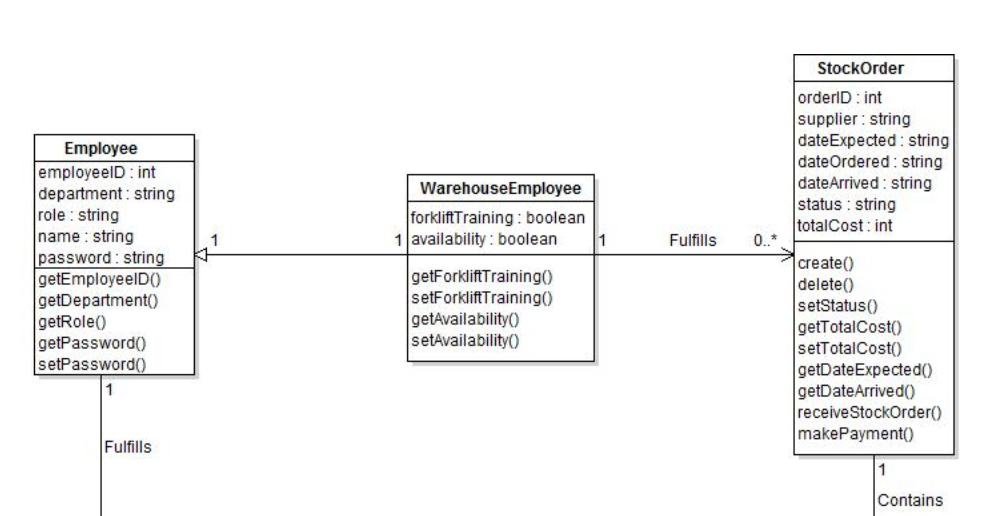 Employee
employeeID : int
department : string
role : string
name : string
password : string
getEmployeeID()
getDepartment()
getRole()
getPassword()
setPassword()
1
Fulfills
1
1
WarehouseEmployee
forkliftTraining : boolean
availability : boolean
getForkliftTraining()
setForkliftTraining()
getAvailability()
setAvailability()
1
Fulfills
0..*
StockOrder
orderID : int
supplier : string
dateExpected : string
dateOrdered : string
dateArrived : string
status : string
totalCost : int
create()
delete()
setStatus()
getTotalCost()
setTotalCost()
getDateExpected()
getDateArrived()
receiveStockOrder()
makePayment()
1
Contains